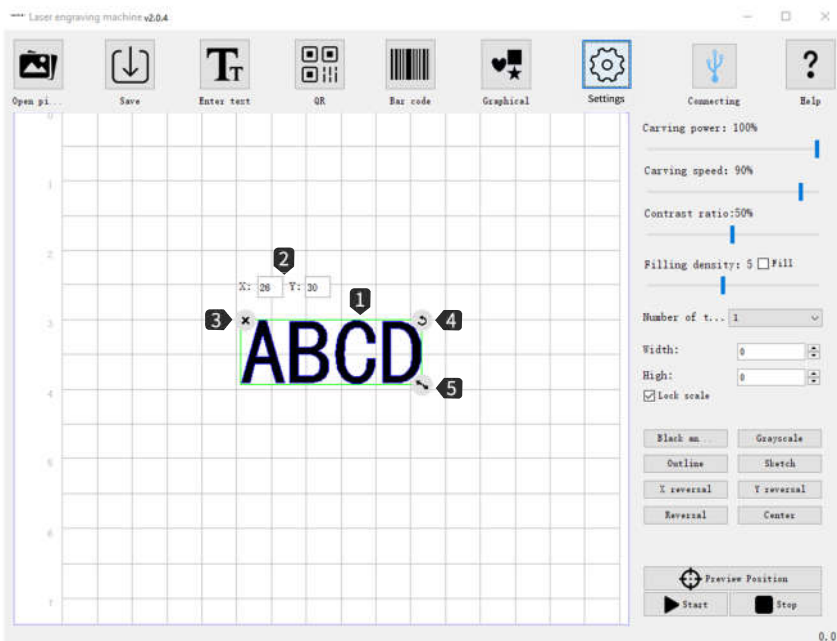 Laser engraving machine v2.0.4
Open pi...
Save
Enter text
QR
Bar code
Graphical
Settings
Connecting
Help
Carving power: 100%
Carving speed: 90%
Contrast ratio:50%
Filling density: 5 Fill
Number of t... 1
Width: 0
High: 0
Lock scale
Black an...
Grayscale
Outline
Sketch
X reversal
Y reversal
Reversal
Center
Preview Position
Start
Stop
0, 0
0
1
2
3
4
5
6
7
2
X: 26 Y: 30
1
3
4
ABCD
5